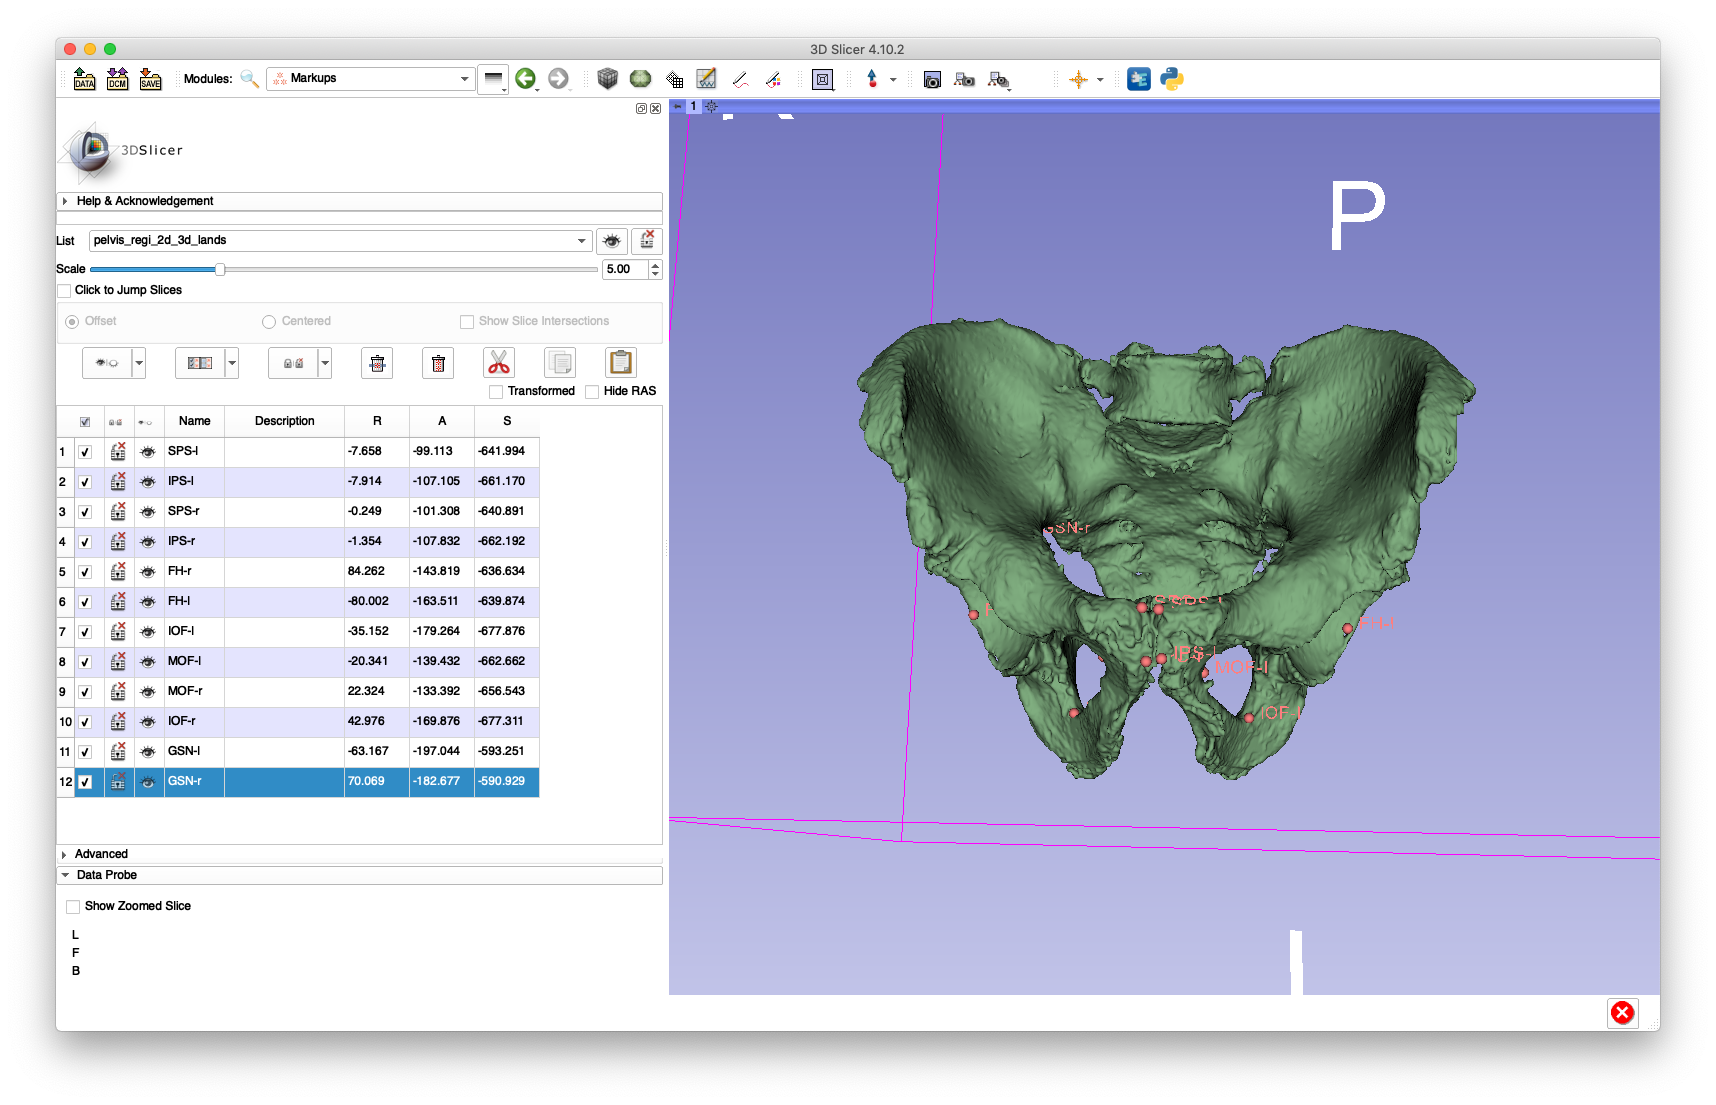 3D Slicer 4.10.2
DATA DCM SAVE Modules: Markups
1
3DSlicer
Help & Acknowledgement
List pelvis_regi_2d_3d_lands
Scale 5.00
Click to Jump Slices
Offset Centered Show Slice Intersections
Transformed Hide RAS
Name Description R A S
1 SPS-l -7.658 -99.113 -641.994
2 IPS-l -7.914 -107.105 -661.170
3 SPS-r -0.249 -101.308 -640.891
4 IPS-r -1.354 -107.832 -662.192
5 FH-r 84.262 -143.819 -636.634
6 FH-l -80.002 -163.511 -639.874
7 IOF-l -35.152 -179.264 -677.876
8 MOF-l -20.341 -139.432 -662.662
9 MOF-r 22.324 -133.392 -656.543
10 IOF-r 42.976 -169.876 -677.311
11 GSN-l -63.167 -197.044 -593.251
12 GSN-r 70.069 -182.677 -590.929
Advanced
Data Probe
Show Zoomed Slice
L
F
B
P
GSN-r
FH-l
IPS-l
MOF-l
IOF-l
I